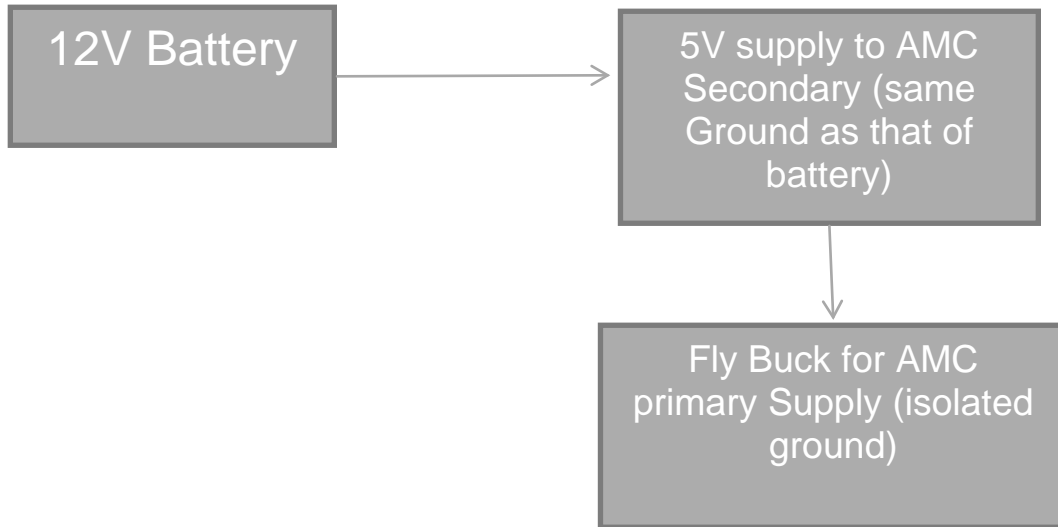 12V Battery
5V supply to AMC
Secondary (same
Ground as that of
battery)
Fly Buck for AMC
primary Supply (isolated
ground)